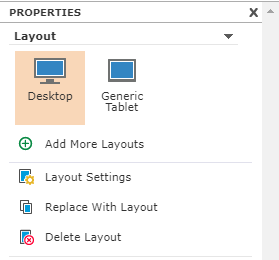 PROPERTIES X
Layout
Desktop
Generic
Tablet
Add More Layouts
Layout Settings
Replace With Layout
Delete Layout